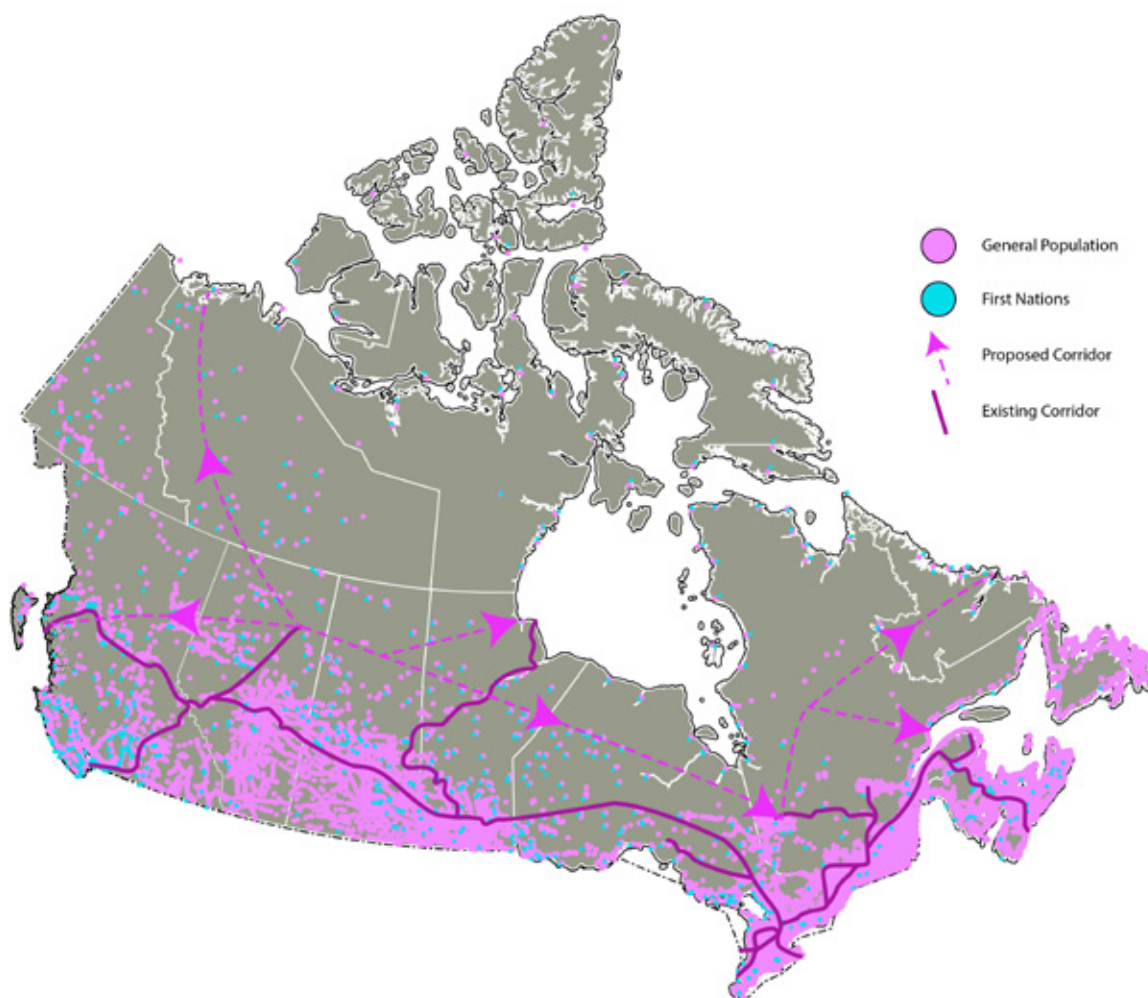 General Population
First Nations
Proposed Corridor
Existing Corridor